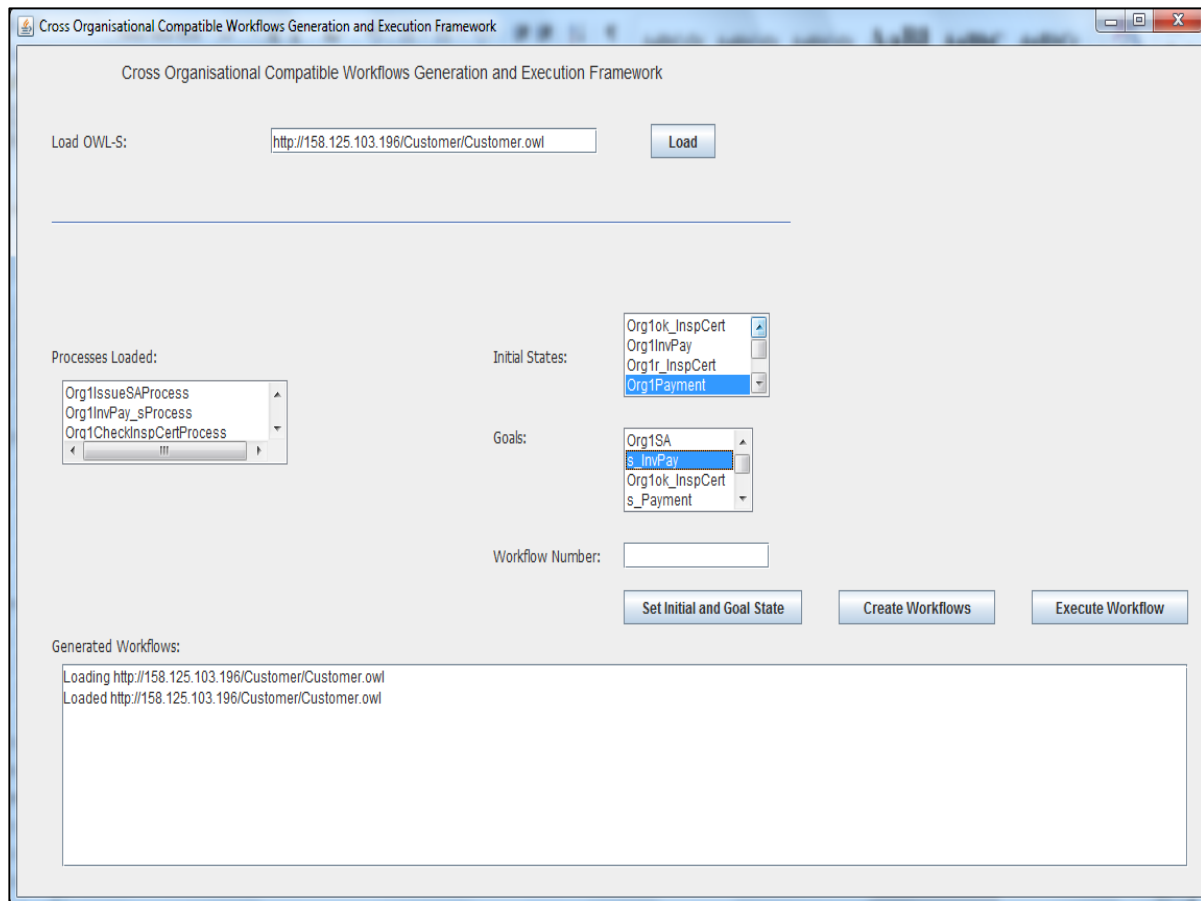 Cross Organisational Compatible Workflows Generation and Execution Framework
Cross Organisational Compatible Workflows Generation and Execution Framework
Load OWL-S:
http://158.125.103.196/Customer/Customer.owl
Load
Processes Loaded:
Org1IssueSAProcess
Org1InvPay_sProcess
Org1CheckInspCertProcess
Initial States:
Org1ok_InspCert
Org1InvPay
Org1r_InspCert
Org1Payment
Goals:
Org1SA
s_InvPay
Org1ok_InspCert
s_Payment
Workflow Number:
Set Initial and Goal State
Create Workflows
Execute Workflow
Generated Workflows:
Loading http://158.125.103.196/Customer/Customer.owl
Loaded http://158.125.103.196/Customer/Customer.owl